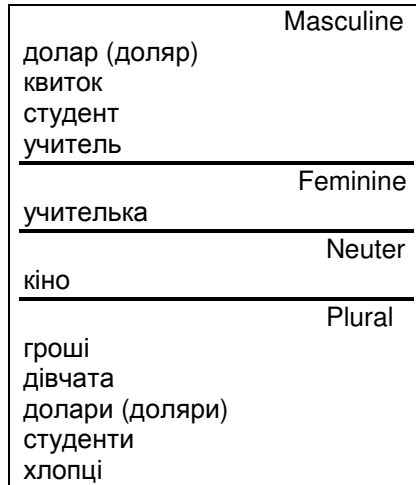 Masculine
долар (доляр)
квиток
студент
учитель
Feminine
учителька
Neuter
кіно
Plural
гроші
дівчата
долари (доляри)
студенти
хлопці